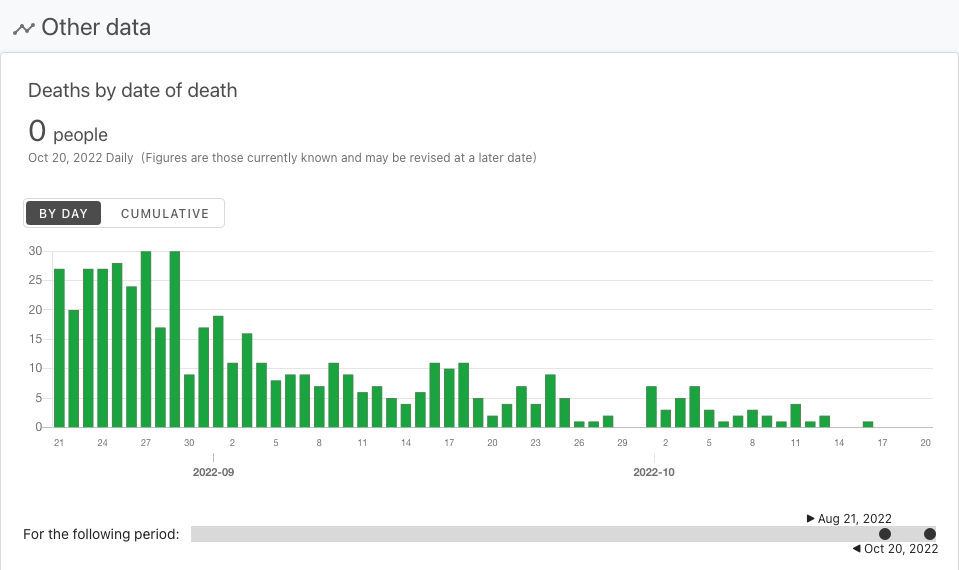 Other data
Deaths by date of death
0 people
Oct 20, 2022 Daily (Figures are those currently known and may be revised at a later date)
BY DAY CUMULATIVE
30
25
20
15
10
5
0
21 24 27 30 2 5 8 11 14 17 20 23 26 29 2 5 8 11 14 17 20
2022-09 2022-10
▶ Aug 21, 2022
For the following period:
◀ Oct 20, 2022